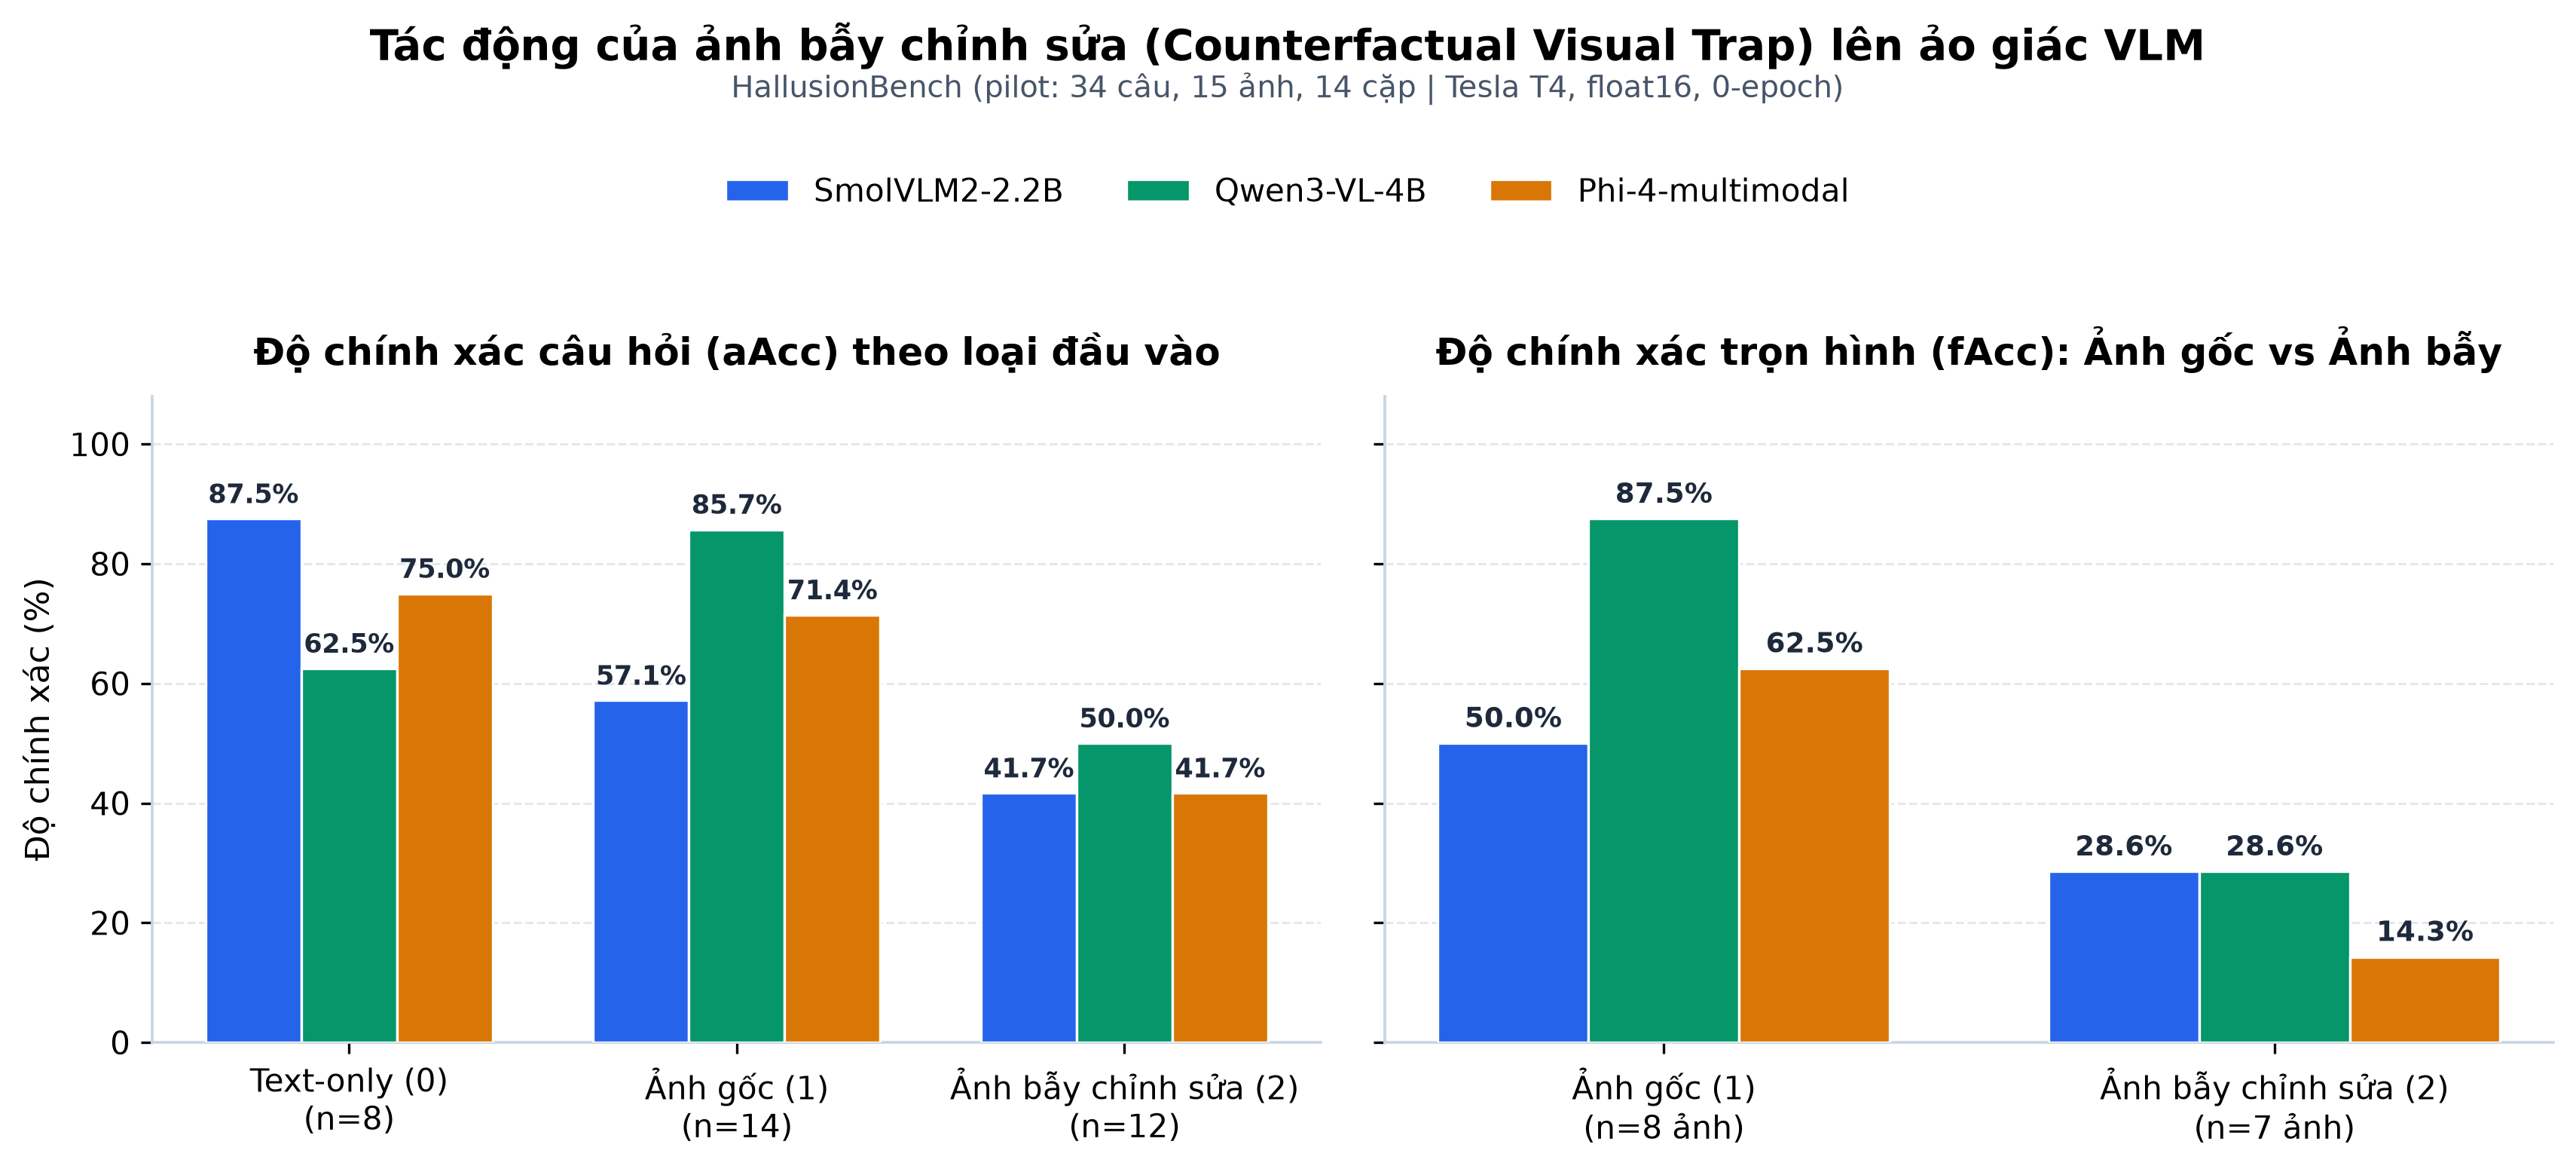 Tác động của ảnh bẫy chỉnh sửa (Counterfactual Visual Trap) lên ảo giác VLM
HallusionBench (pilot: 34 câu, 15 ảnh, 14 cặp | Tesla T4, float16, 0-epoch)
SmolVLM2-2.2B
Qwen3-VL-4B
Phi-4-multimodal
Độ chính xác câu hỏi (aAcc) theo loại đầu vào
Độ chính xác (%)
100
80
60
40
20
0
87.5%
62.5%
75.0%
57.1%
85.7%
71.4%
41.7%
50.0%
41.7%
Text-only (0)
(n=8)
Ảnh gốc (1)
(n=14)
Ảnh bẫy chỉnh sửa (2)
(n=12)
Độ chính xác trọn hình (fAcc): Ảnh gốc vs Ảnh bẫy
50.0%
87.5%
62.5%
28.6%
28.6%
14.3%
Ảnh gốc (1)
(n=8 ảnh)
Ảnh bẫy chỉnh sửa (2)
(n=7 ảnh)